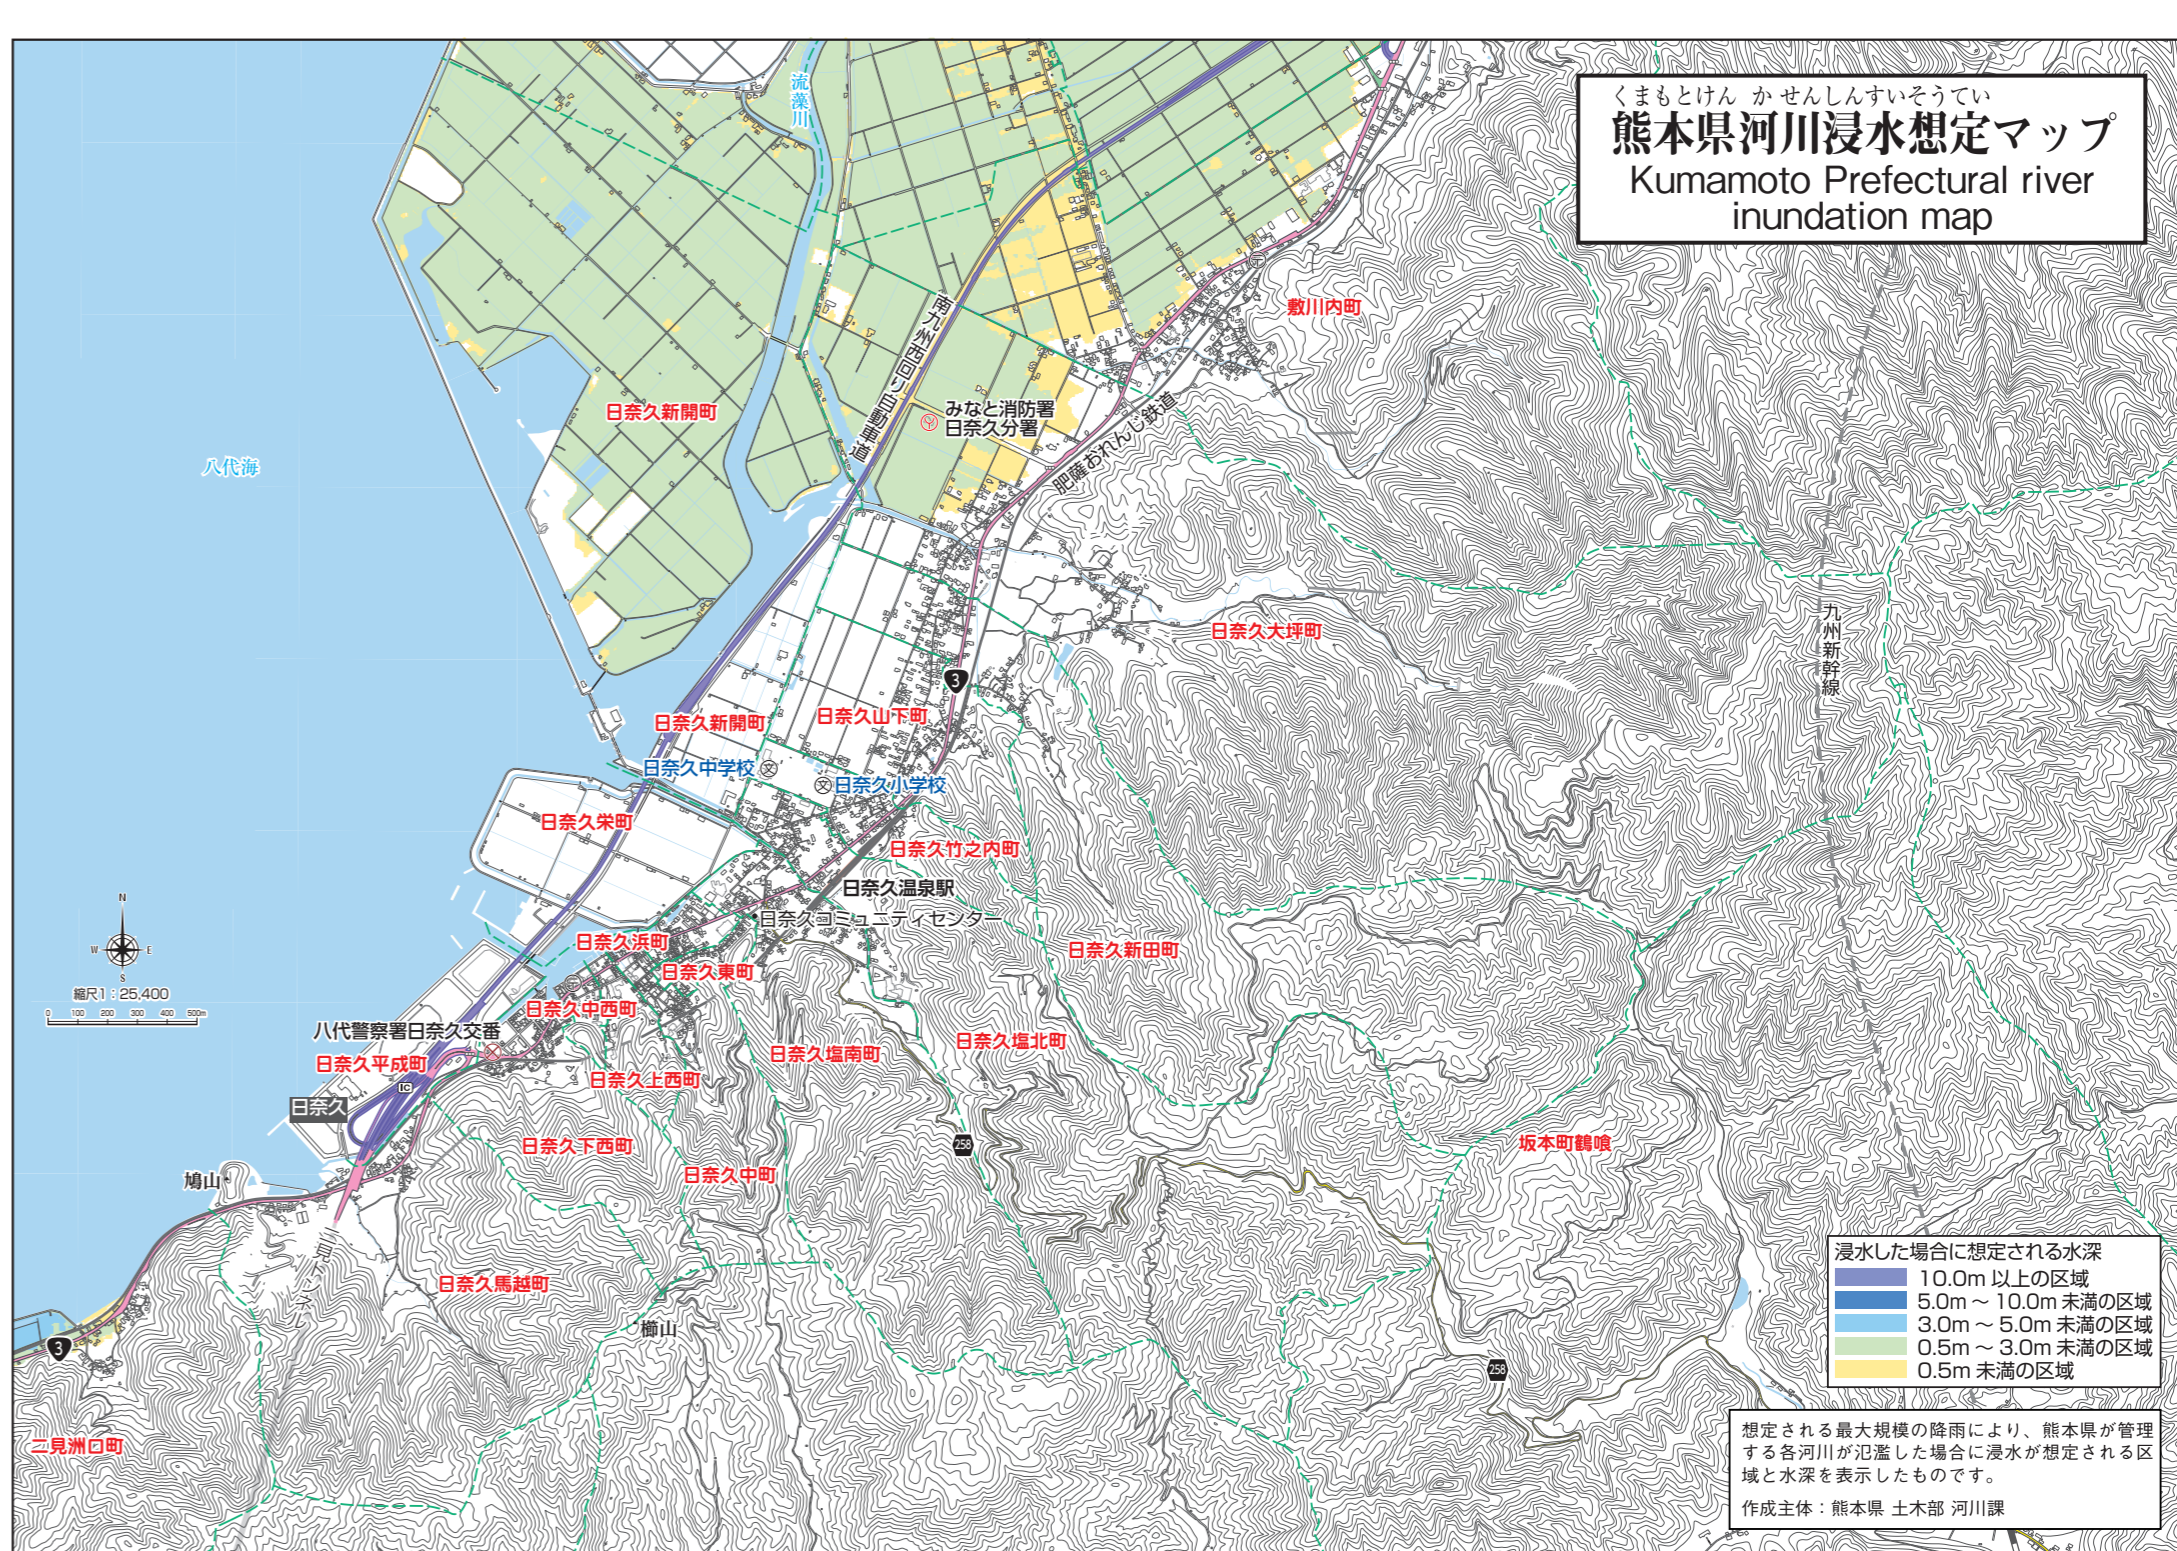 くまもとけん か せんしんすいそうてい
熊本県河川浸水想定マップ
Kumamoto Prefectural river
inundation map
流藻川
敷川内町
南九州西回り自動車道
日奈久新開町
みなと消防署
日奈久分署
肥薩おれんじ鉄道
八代海
日奈久大坪町
九州新幹線
3
日奈久新開町
日奈久山下町
日奈久中学校
文
文
日奈久小学校
日奈久栄町
日奈久竹之内町
日奈久温泉駅
日奈久コミュニティセンター
N
W
E
S
縮尺1：25,400
0 100 200 300 400 500m
日奈久浜町
日奈久新田町
日奈久東町
日奈久中西町
八代警察署日奈久交番
日奈久塩南町
日奈久塩北町
日奈久平成町
日奈久上西町
IC
日奈久
日奈久下西町
258
坂本町鶴喰
日奈久中町
鳩山
日奈久馬越町
櫛山
3
258
二見洲口町
浸水した場合に想定される水深
10.0m 以上の区域
5.0m ～ 10.0m 未満の区域
3.0m ～ 5.0m 未満の区域
0.5m ～ 3.0m 未満の区域
0.5m 未満の区域
想定される最大規模の降雨により、熊本県が管理
する各河川が氾濫した場合に浸水が想定される区
域と水深を表示したものです。
作成主体：熊本県 土木部 河川課